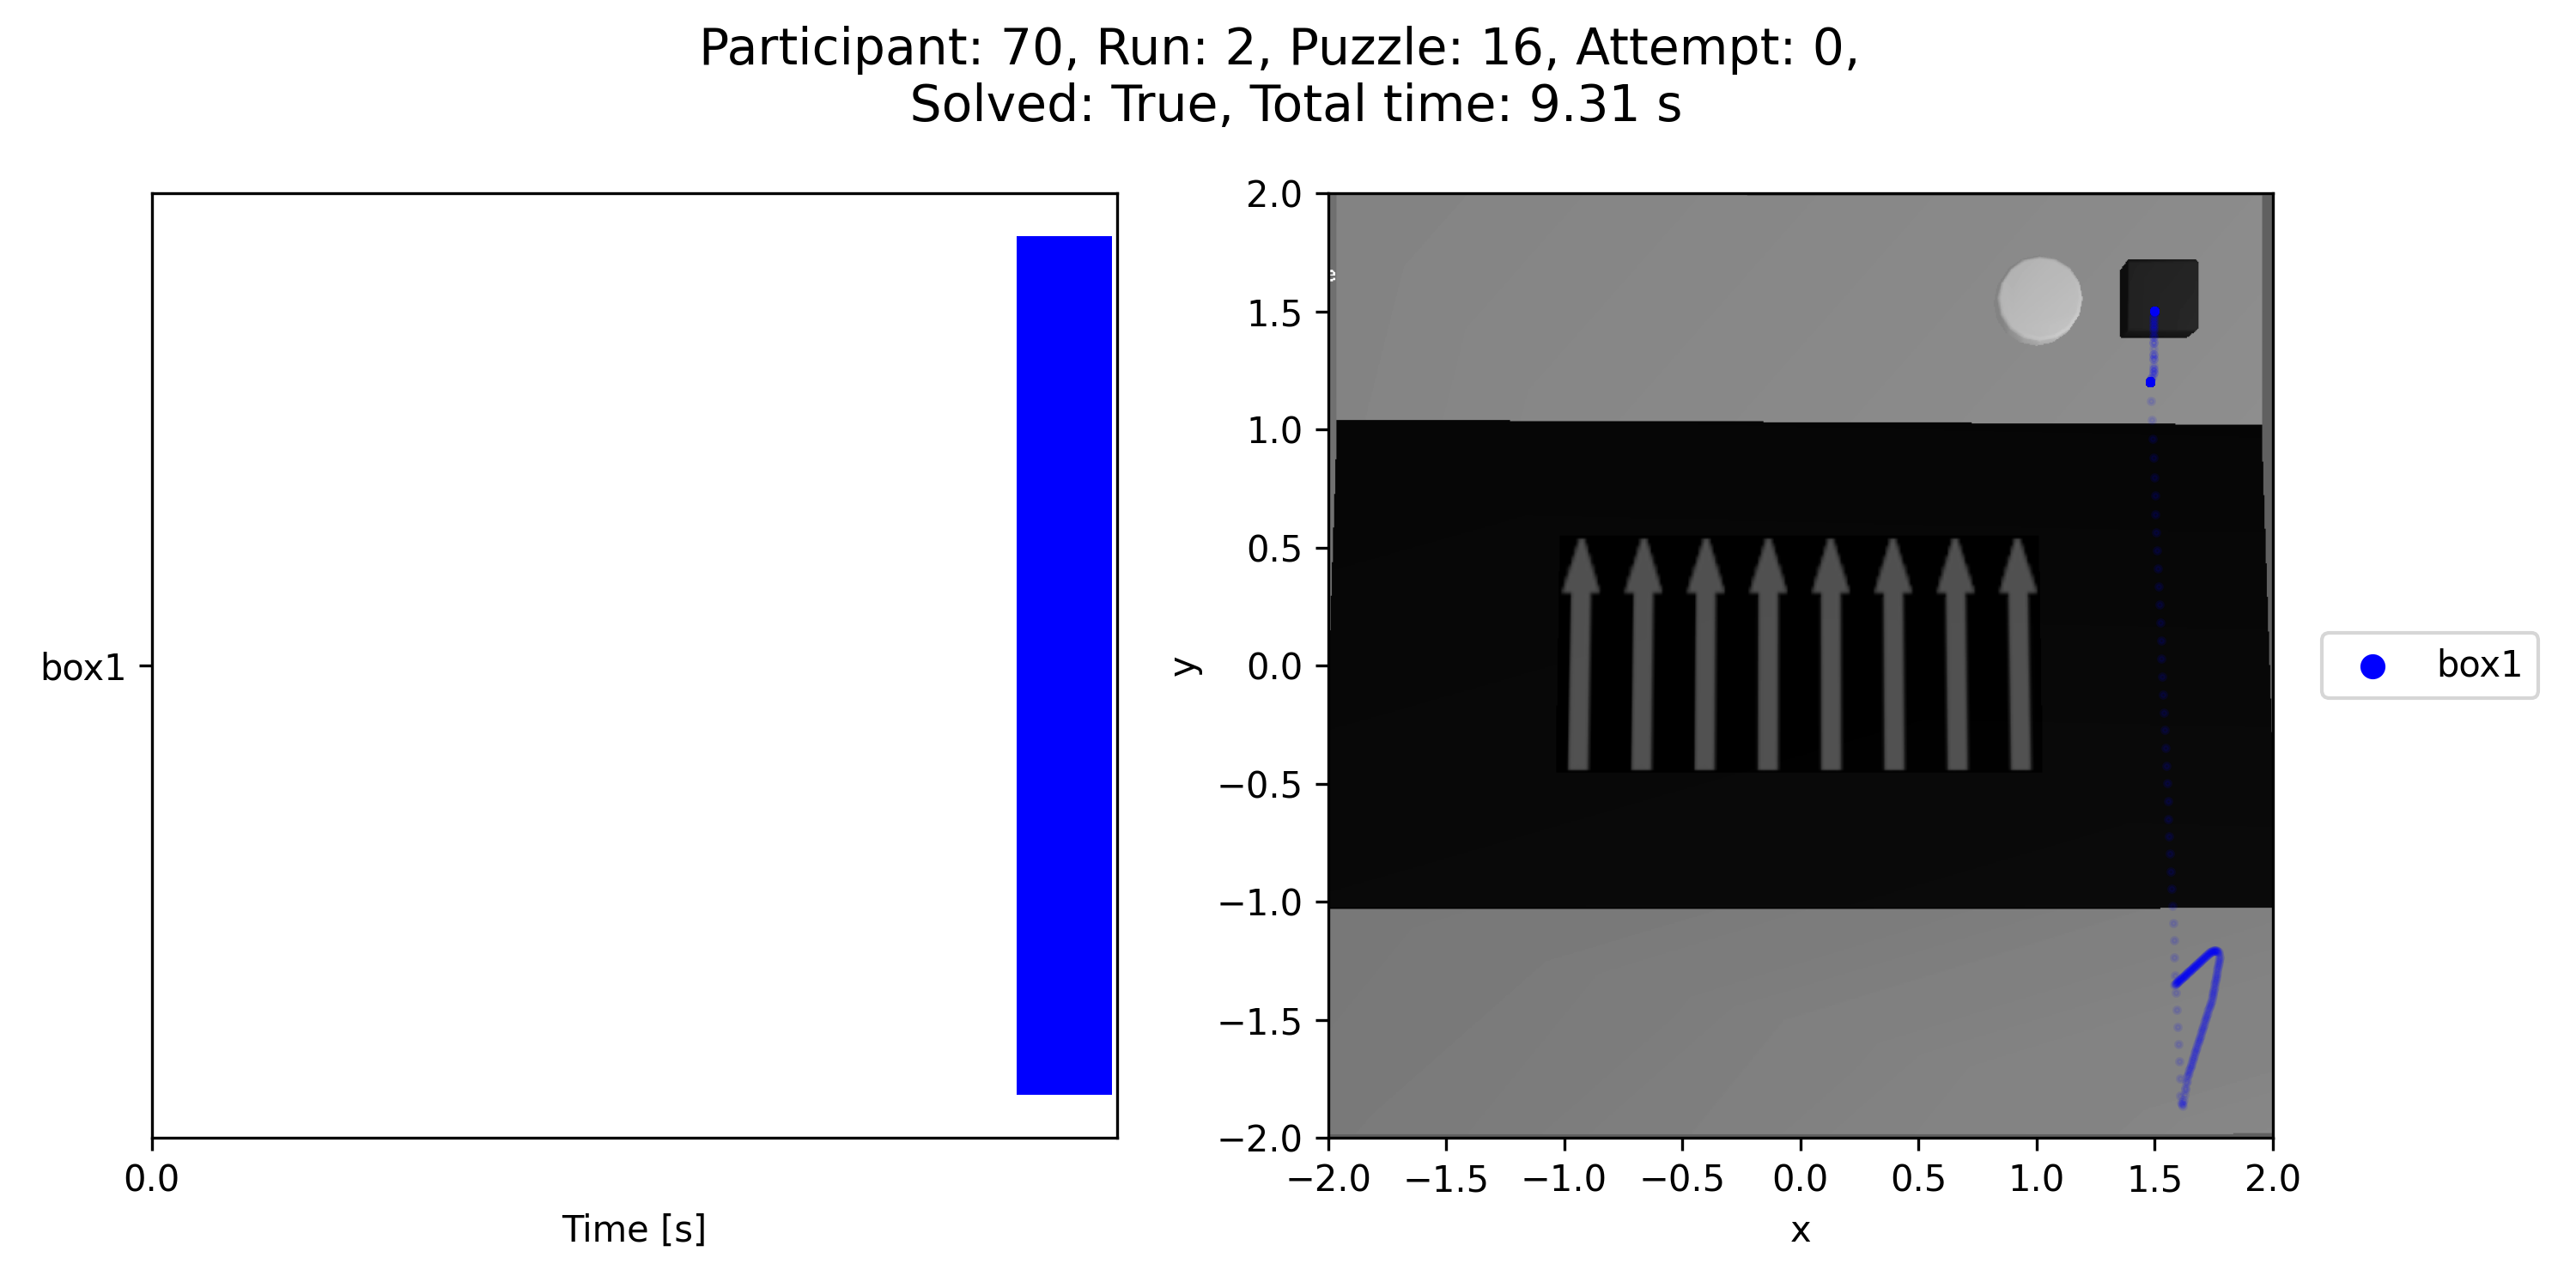 Participant: 70, Run: 2, Puzzle: 16, Attempt: 0,
Solved: True, Total time: 9.31 s
box1
0.0
Time [s]
2.0
1.5
1.0
0.5
0.0
−0.5
−1.0
−1.5
−2.0
y
e
−2.0 −1.5 −1.0 −0.5 0.0 0.5 1.0 1.5 2.0
x
box1